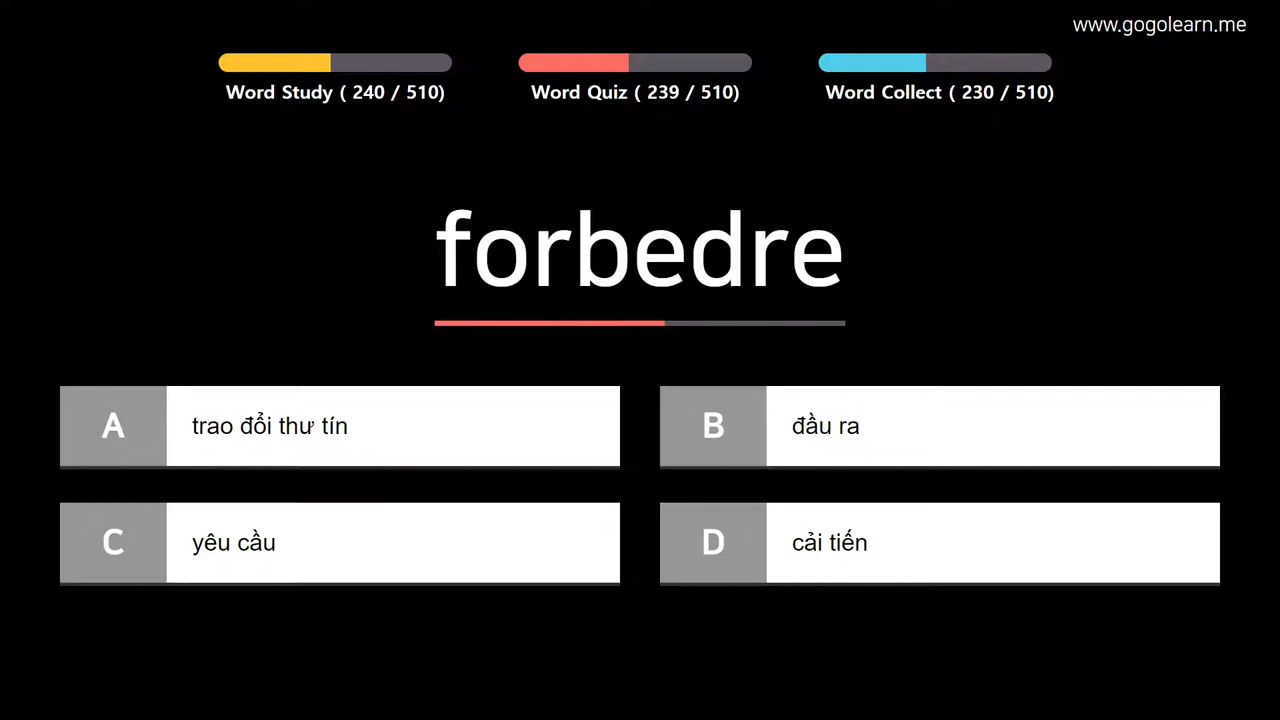 www.gogolearn.me
Word Study ( 240 / 510)
Word Quiz ( 239 / 510)
Word Collect ( 230 / 510)
forbedre
A trao đổi thư tín
B đầu ra
C yêu cầu
D cải tiến